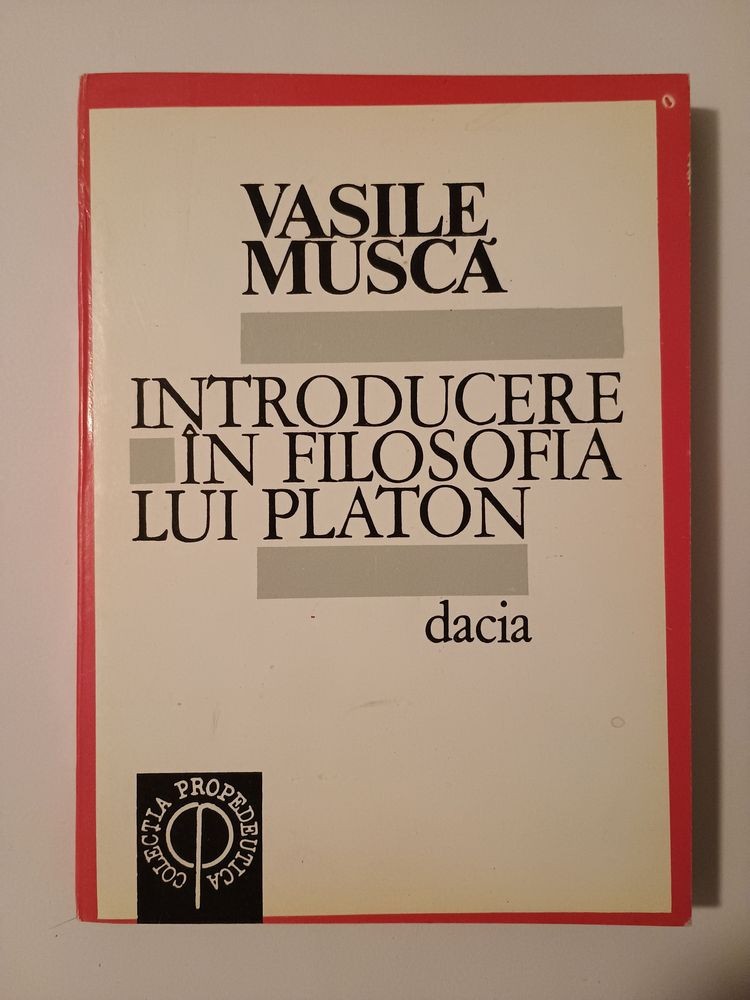 VASILE
MUSCĂ
INTRODUCERE
ÎN FILOSOFIA
LUI PLATON
dacia
COLECȚIA PROPEDEUTICA